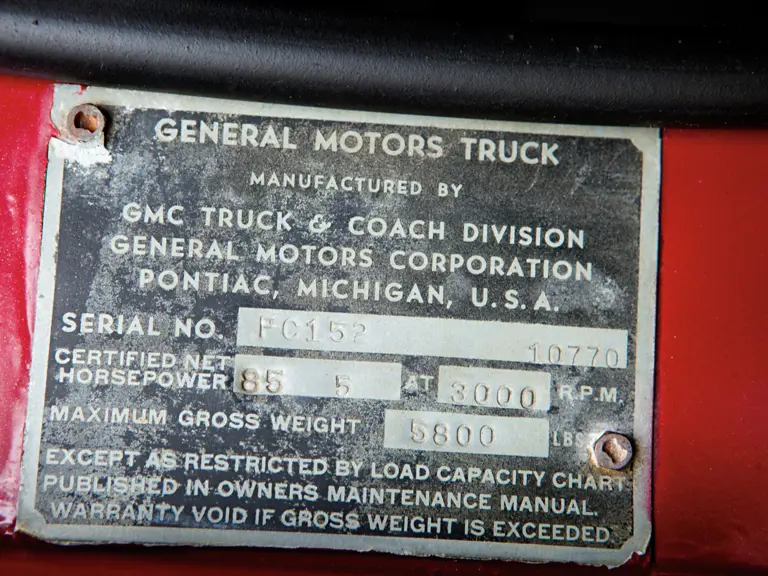 GENERAL MOTORS TRUCK
MANUFACTURED BY
GMC TRUCK & COACH DIVISION
GENERAL MOTORS CORPORATION
PONTIAC, MICHIGAN, U.S.A.
SERIAL NO. FC152 10770
CERTIFIED NET
HORSEPOWER 85 5 AT 3000 R.P.M.
MAXIMUM GROSS WEIGHT 5800 LBS
EXCEPT AS RESTRICTED BY LOAD CAPACITY CHART
PUBLISHED IN OWNERS MAINTENANCE MANUAL.
WARRANTY VOID IF GROSS WEIGHT IS EXCEEDED.